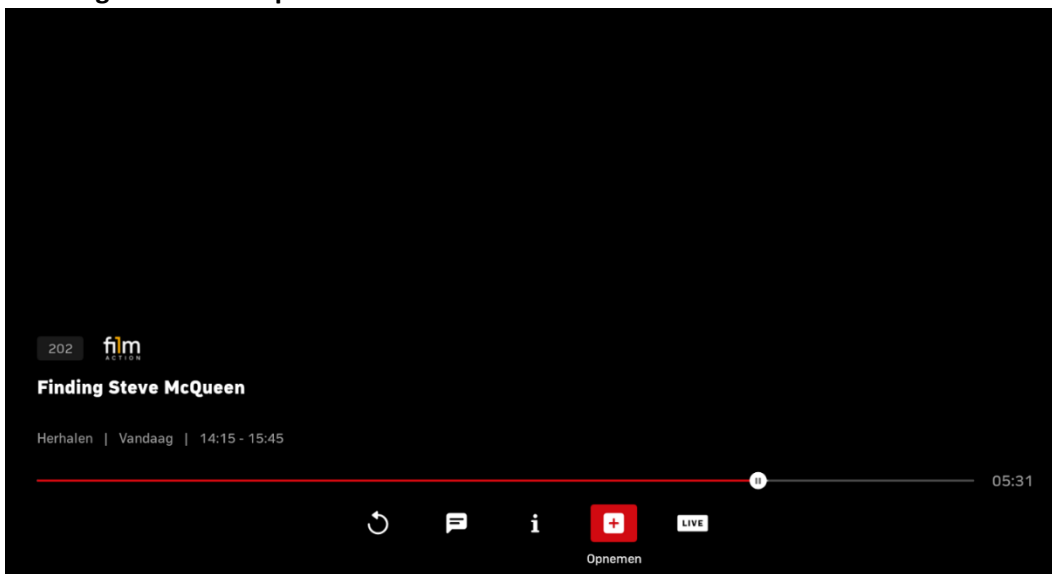 202 film
ACTION
Finding Steve McQueen
Herhalen | Vandaag | 14:15 - 15:45
05:31
i LIVE
Opnemen